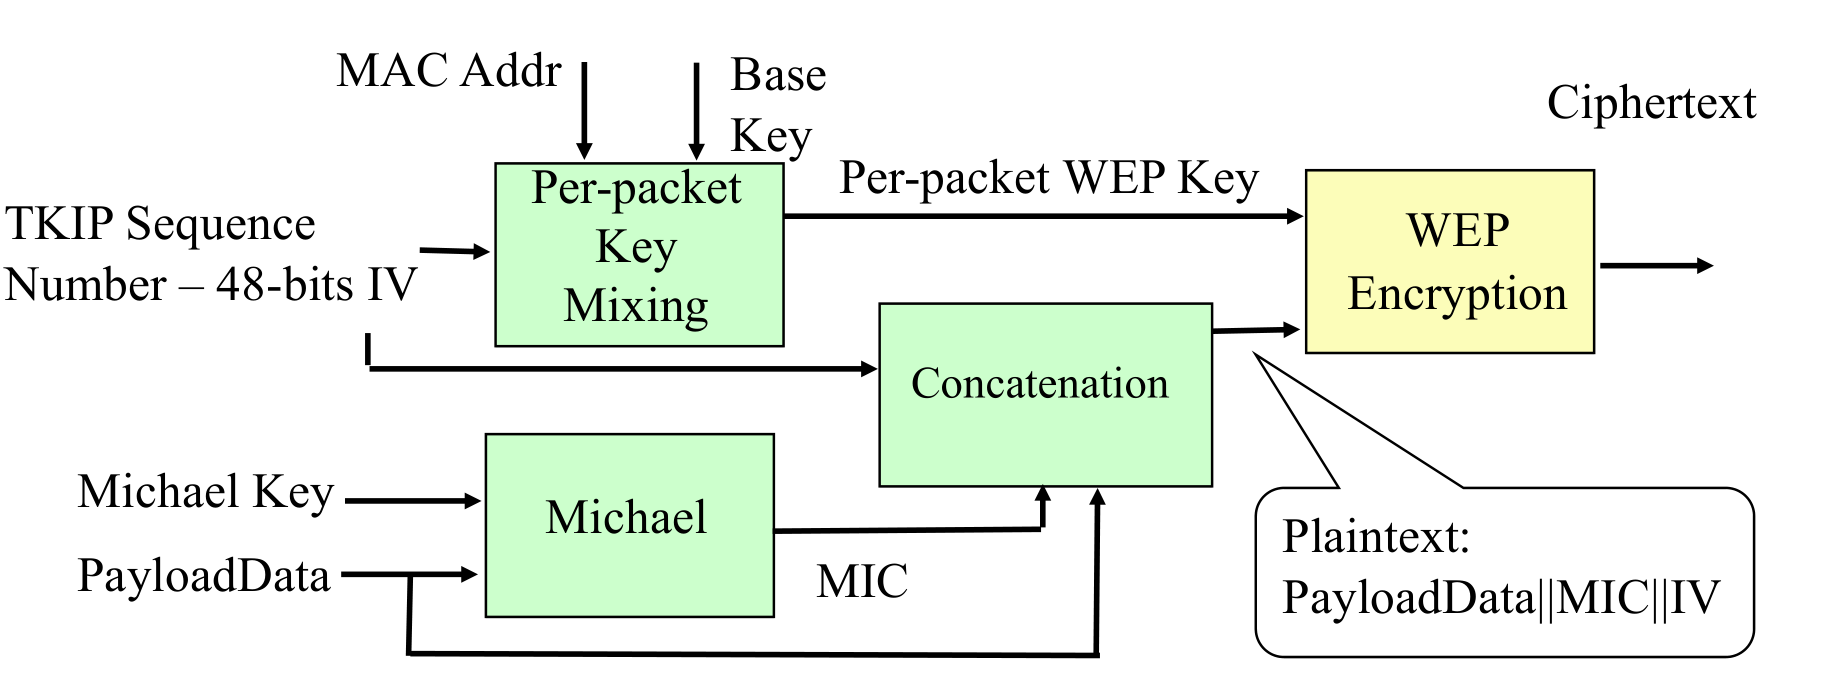 MAC Addr
Base
Key
Ciphertext
Per-packet
Key
Mixing
Per-packet WEP Key
WEP
Encryption
TKIP Sequence
Number – 48-bits IV
Concatenation
Michael Key
Michael
PayloadData
MIC
Plaintext:
PayloadData||MIC||IV